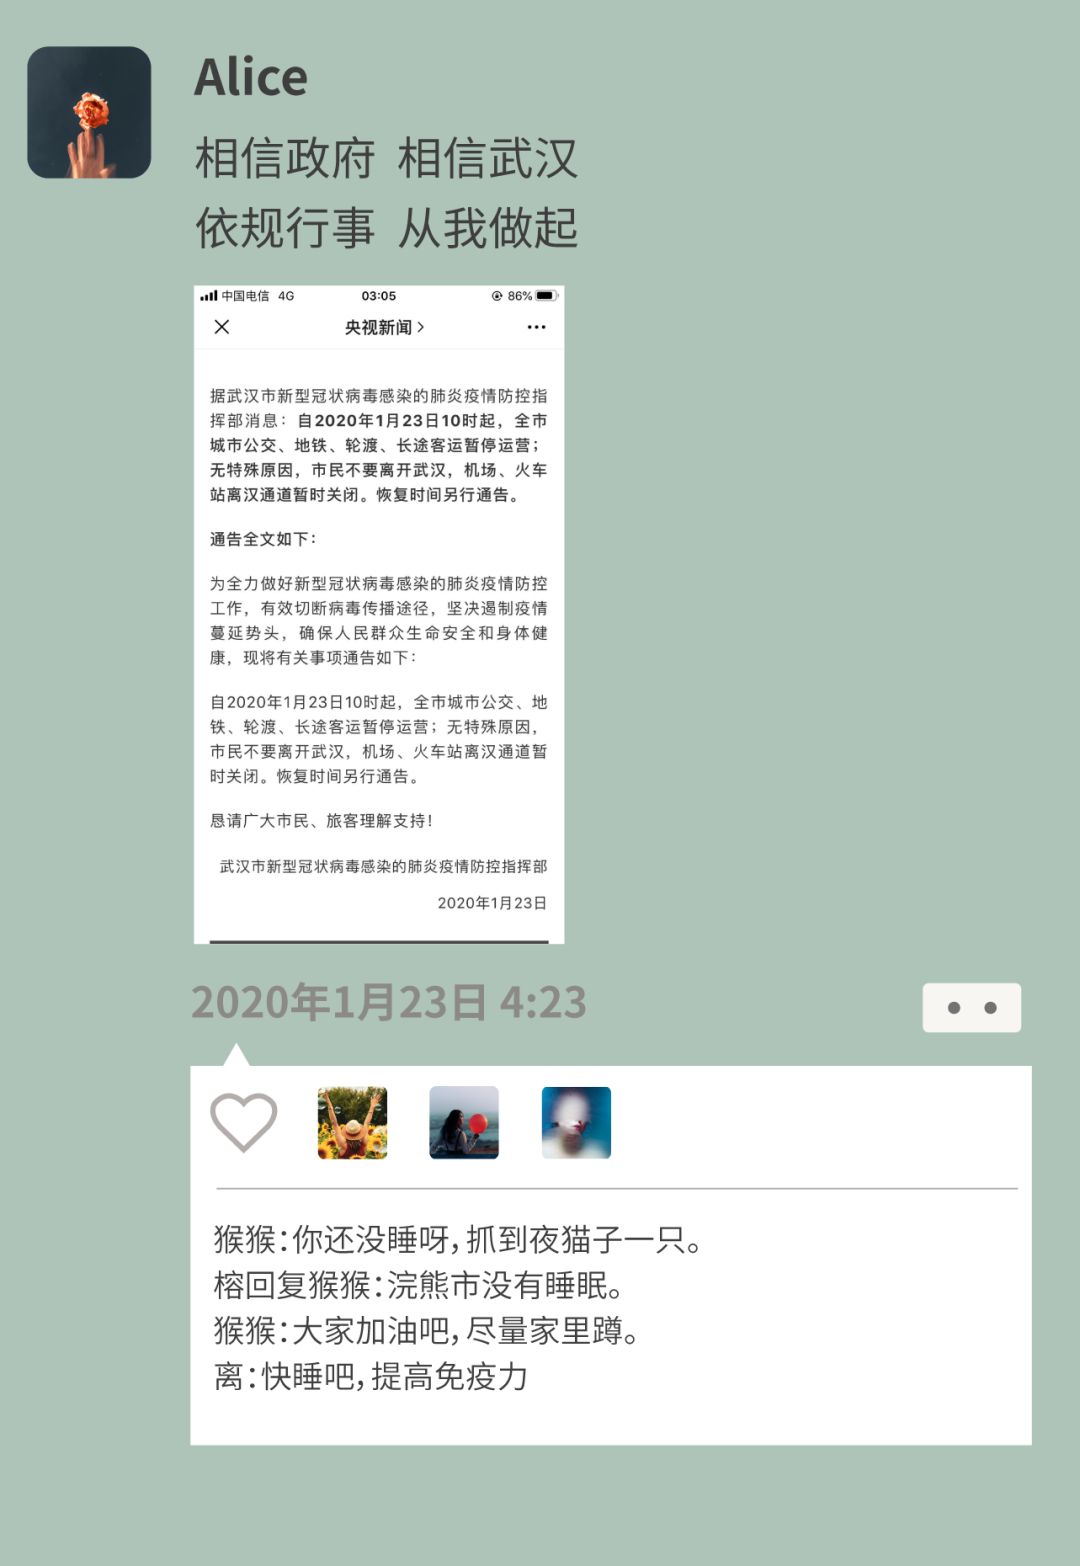 Alice
相信政府 相信武汉
依规行事 从我做起
中国电信 4G 03:05 86%
央视新闻
据武汉市新型冠状病毒感染的肺炎疫情防控指
挥部消息：自2020年1月23日10时起，全市
城市公交、地铁、轮渡、长途客运暂停运营；
无特殊原因，市民不要离开武汉，机场、火车
站离汉通道暂时关闭。恢复时间另行通告。
通告全文如下：
为全力做好新型冠状病毒感染的肺炎疫情防控
工作，有效切断病毒传播途径，坚决遏制疫情
蔓延势头，确保人民群众生命安全和身体健
康，现将有关事项通告如下：
自2020年1月23日10时起，全市城市公交、地
铁、轮渡、长途客运暂停运营；无特殊原因，
市民不要离开武汉，机场、火车站离汉通道暂
时关闭。恢复时间另行通告。
恳请广大市民、旅客理解支持！
武汉市新型冠状病毒感染的肺炎疫情防控指挥部
2020年1月23日
2020年1月23日 4:23
猴猴：你还没睡呀，抓到夜猫子一只。
榕回复猴猴：浣熊市没有睡眠。
猴猴：大家加油吧，尽量家里蹲。
离：快睡吧，提高免疫力